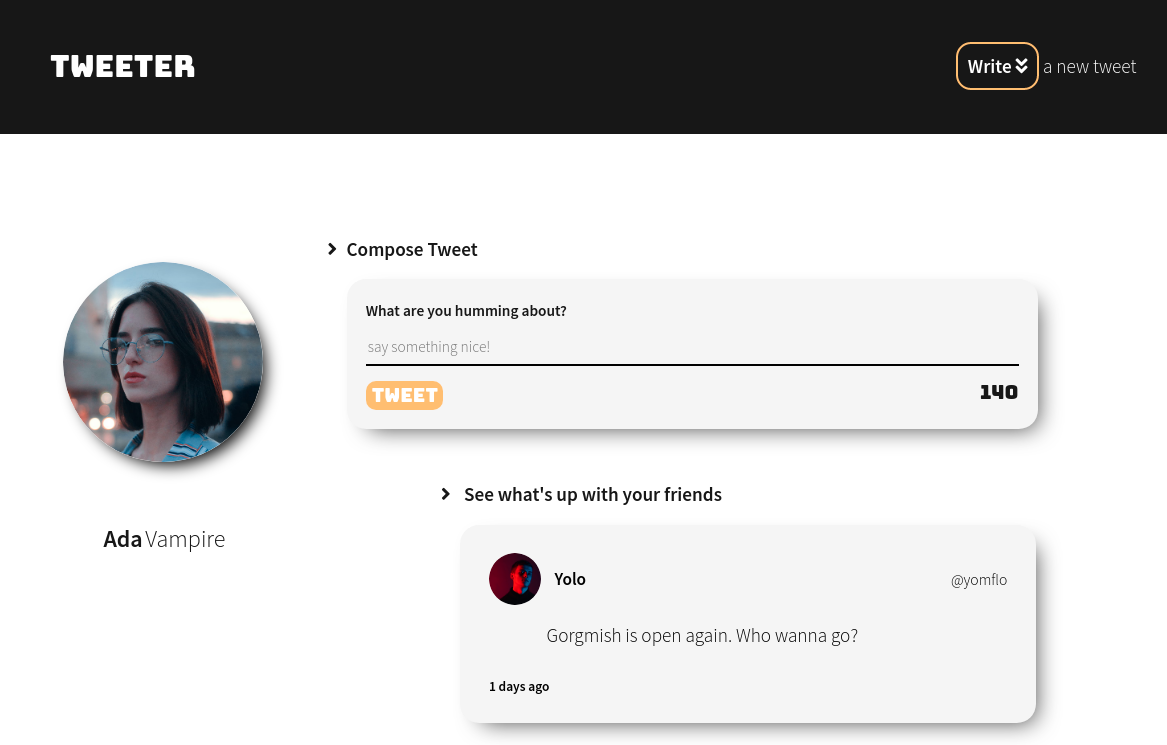 TWEETER
Write a new tweet
Compose Tweet
What are you humming about?
say something nice!
TWEET 140
See what's up with your friends
Ada Vampire
Yolo @yomflo
Gorgmish is open again. Who wanna go?
1 days ago